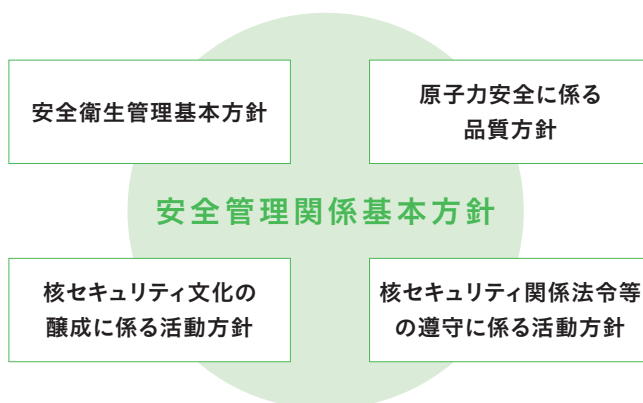 安全衛生管理基本方針
原子力安全に係る
品質方針
安全管理関係基本方針
核セキュリティ文化の
醸成に係る活動方針
核セキュリティ関係法令等
の遵守に係る活動方針